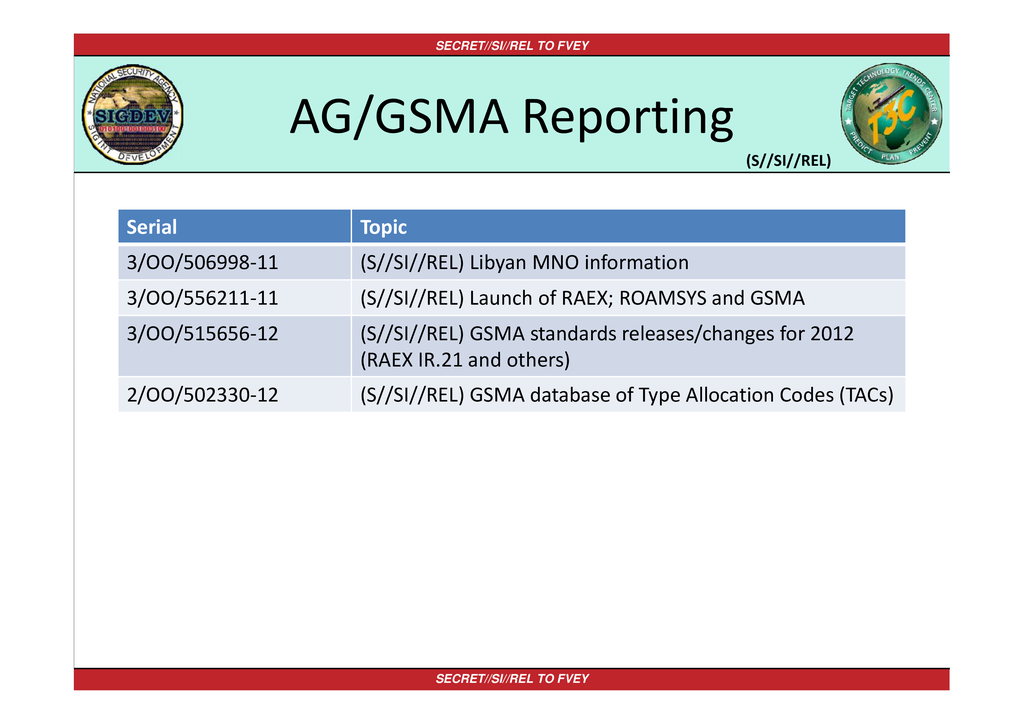 SECRET//SI//REL TO FVEY
NATIONAL SECURITY AGENCY
SIGDEV
SIGINT DEVELOPMENT
AG/GSMA Reporting
(S//SI//REL)
TARGET TECHNOLOGY TRENDS CENTER
T3C
PREDICT PLAN PREVENT
Serial Topic
3/OO/506998-11 (S//SI//REL) Libyan MNO information
3/OO/556211-11 (S//SI//REL) Launch of RAEX; ROAMSYS and GSMA
3/OO/515656-12 (S//SI//REL) GSMA standards releases/changes for 2012
(RAEX IR.21 and others)
2/OO/502330-12 (S//SI//REL) GSMA database of Type Allocation Codes (TACs)
SECRET//SI//REL TO FVEY